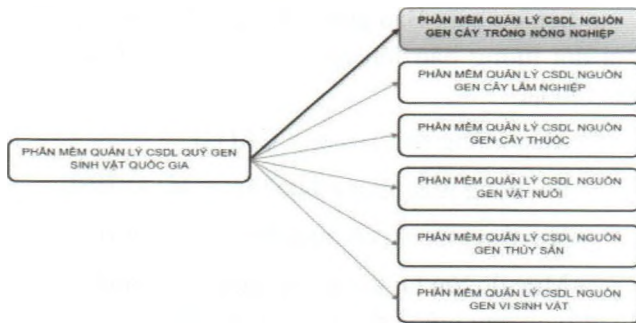 PHẦN MỀM QUẢN LÝ CSDL NGUỒN
GEN CÂY TRỒNG NÔNG NGHIỆP
PHẦN MỀM QUẢN LÝ CSDL NGUỒN
GEN CÂY LÂM NGHIỆP
PHẦN MỀM QUẢN LÝ CSDL NGUỒN
GEN CÂY THUỐC
PHẦN MỀM QUẢN LÝ CSDL QUỸ GEN
SINH VẬT QUỐC GIA
PHẦN MỀM QUẢN LÝ CSDL NGUỒN
GEN VẬT NUÔI
PHẦN MỀM QUẢN LÝ CSDL NGUỒN
GEN THỦY SẢN
PHẦN MỀM QUẢN LÝ CSDL NGUỒN
GEN VI SINH VẬT